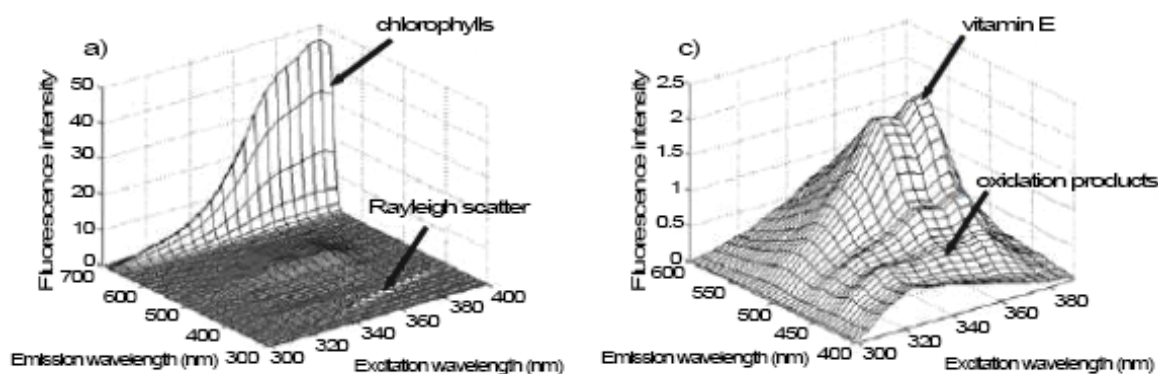 a)
chlorophylls
Rayleigh scatter
Fluorescence intensity
50
40
30
20
10
0
700
600
500
400
300
Emission wavelength (nm)
300
320
340
360
380
400
Excitation wavelength (nm)
c)
vitamin E
oxidation products
Fluorescence intensity
2.5
2
1.5
1
0.5
0
600
550
500
450
400
Emission wavelength (nm)
300
320
340
360
380
Excitation wavelength (nm)